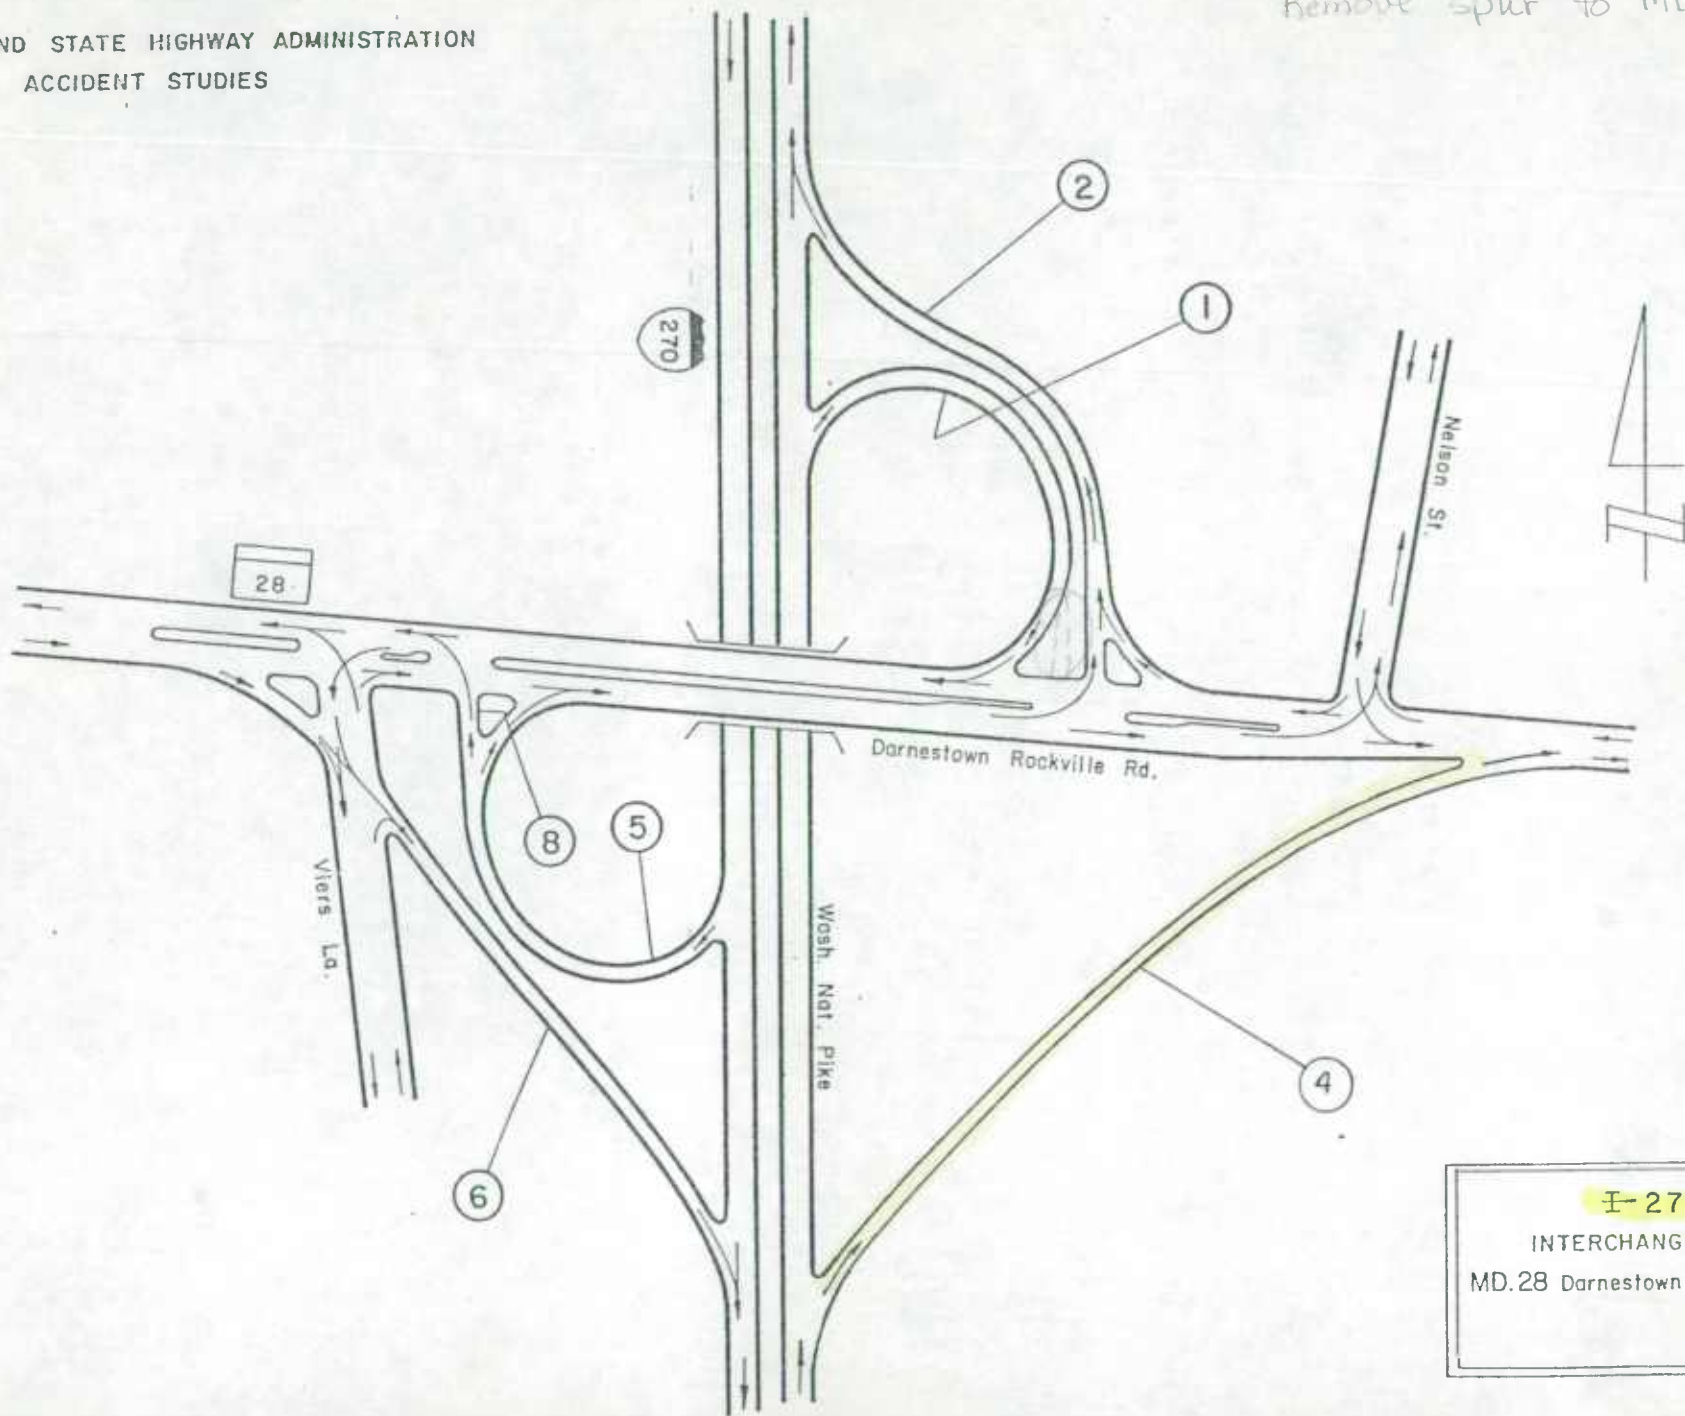 Remove spur to
ND STATE HIGHWAY ADMINISTRATION
ACCIDENT STUDIES
2
1
270
Nelson St.
28
Darnestown Rockville Rd.
8
5
Viers La.
Wash. Nat. Pike
4
6
I-27
INTERCHANG
MD.28 Darnestown